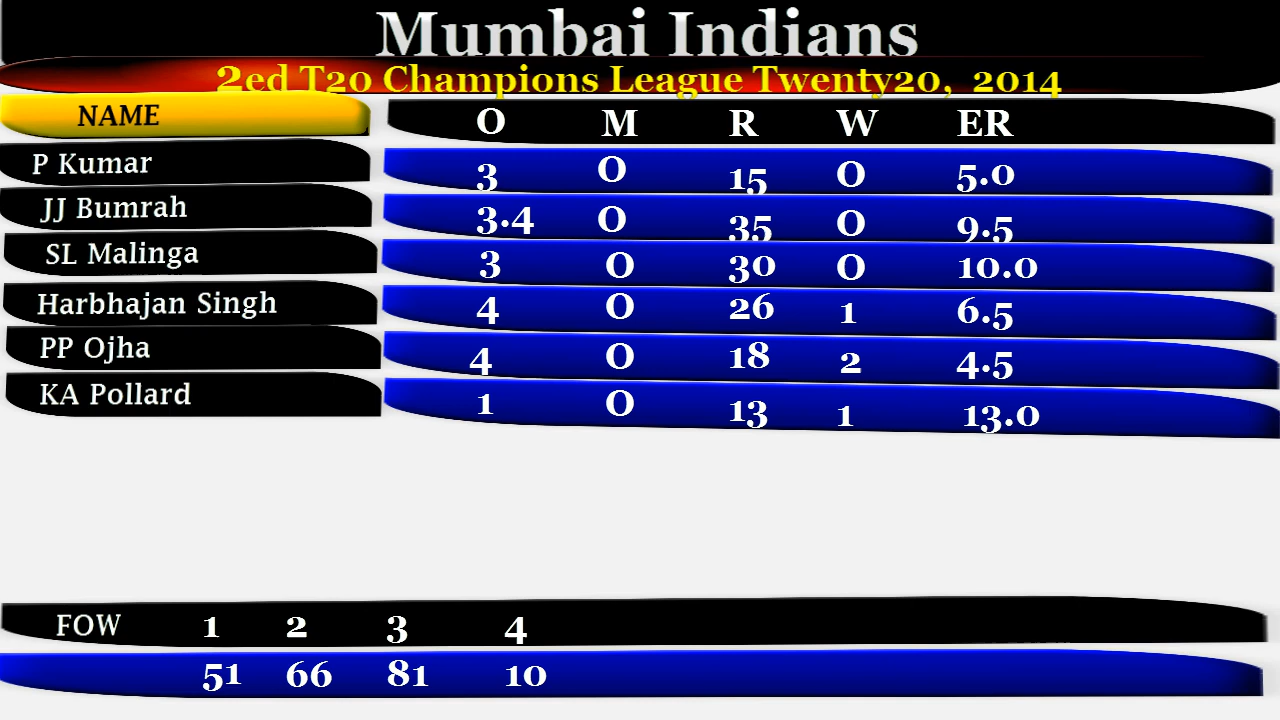 Mumbai Indians
2ed T20 Champions League Twenty20, 2014
NAME O M R W ER
P Kumar 3 0 15 0 5.0
JJ Bumrah 3.4 0 35 0 9.5
SL Malinga 3 0 30 0 10.0
Harbhajan Singh 4 0 26 1 6.5
PP Ojha 4 0 18 2 4.5
KA Pollard 1 0 13 1 13.0
FOW 1 2 3 4
51 66 81 10